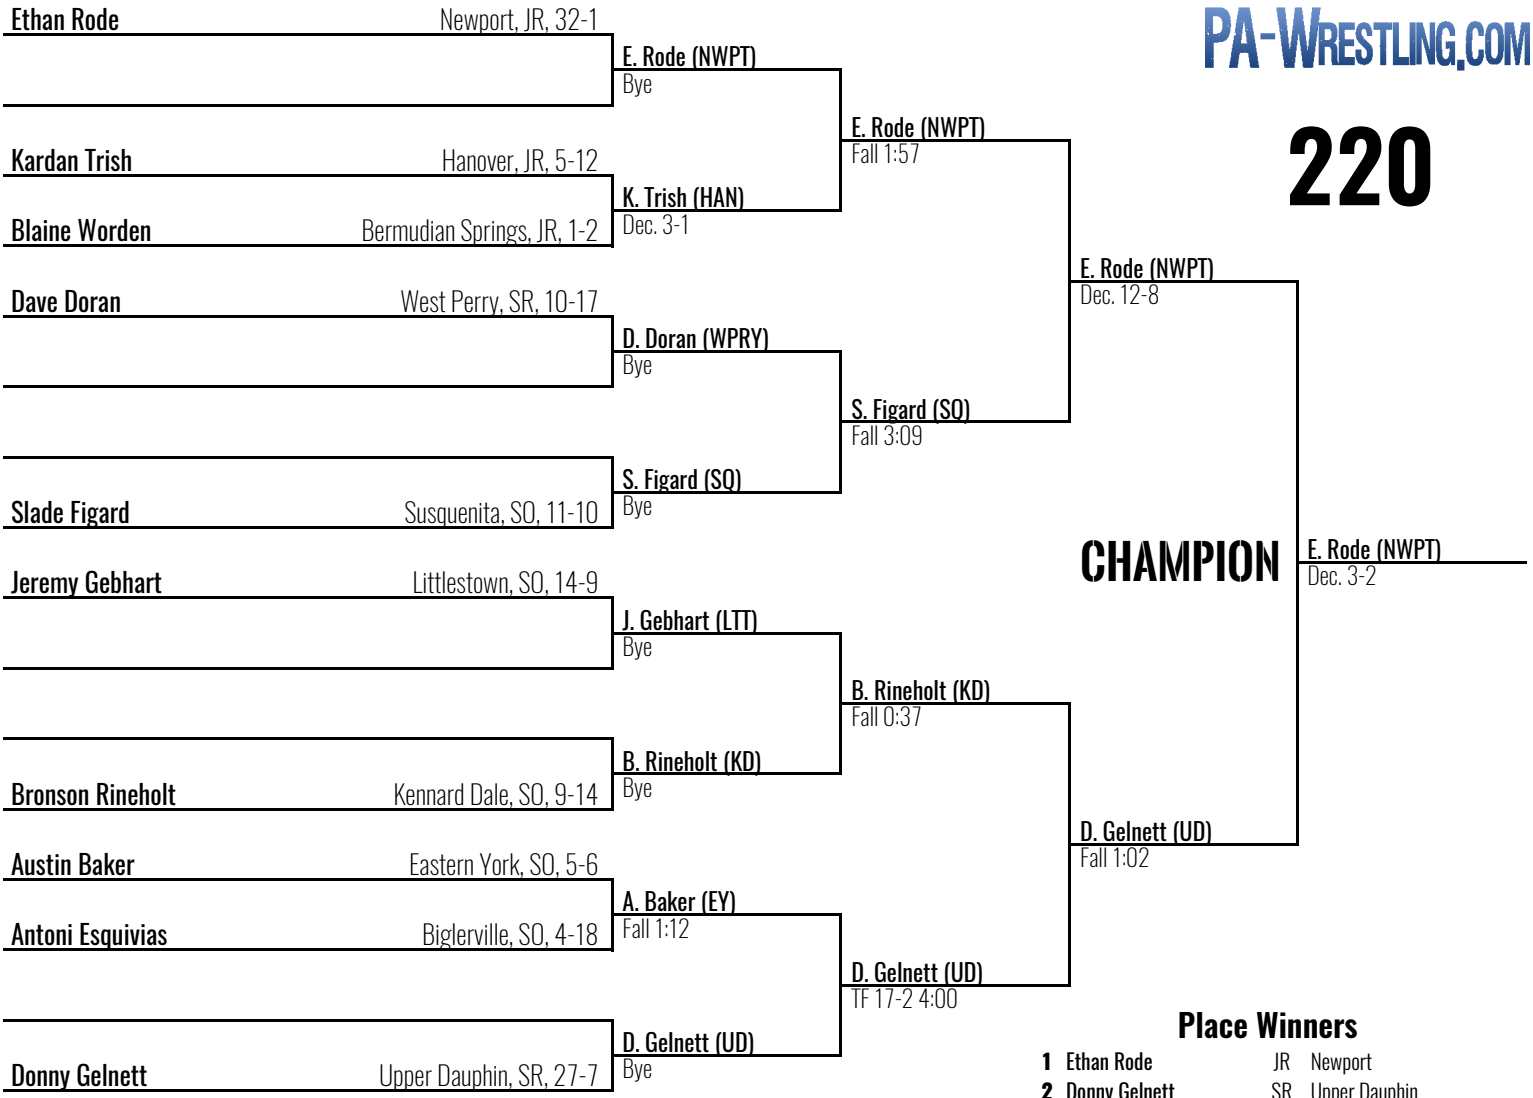 PA-WRESTLING.COM
220
Ethan Rode Newport, JR, 32-1
E. Rode (NWPT)
Bye
E. Rode (NWPT)
Fall 1:57
Kardan Trish Hanover, JR, 5-12
K. Trish (HAN)
Dec. 3-1
Blaine Worden Bermudian Springs, JR, 1-2
E. Rode (NWPT)
Dec. 12-8
Dave Doran West Perry, SR, 10-17
D. Doran (WPRY)
Bye
S. Figard (SQ)
Fall 3:09
S. Figard (SQ)
Bye
Slade Figard Susquenita, SO, 11-10
CHAMPION
E. Rode (NWPT)
Dec. 3-2
Jeremy Gebhart Littlestown, SO, 14-9
J. Gebhart (LTT)
Bye
B. Rineholt (KD)
Fall 0:37
B. Rineholt (KD)
Bye
Bronson Rineholt Kennard Dale, SO, 9-14
D. Gelnett (UD)
Fall 1:02
Austin Baker Eastern York, SO, 5-6
A. Baker (EY)
Fall 1:12
Antoni Esquivias Biglerville, SO, 4-18
D. Gelnett (UD)
TF 17-2 4:00
D. Gelnett (UD)
Bye
Donny Gelnett Upper Dauphin, SR, 27-7
Place Winners
1 Ethan Rode JR Newport
2 Donny Gelnett SR Upper Dauphin